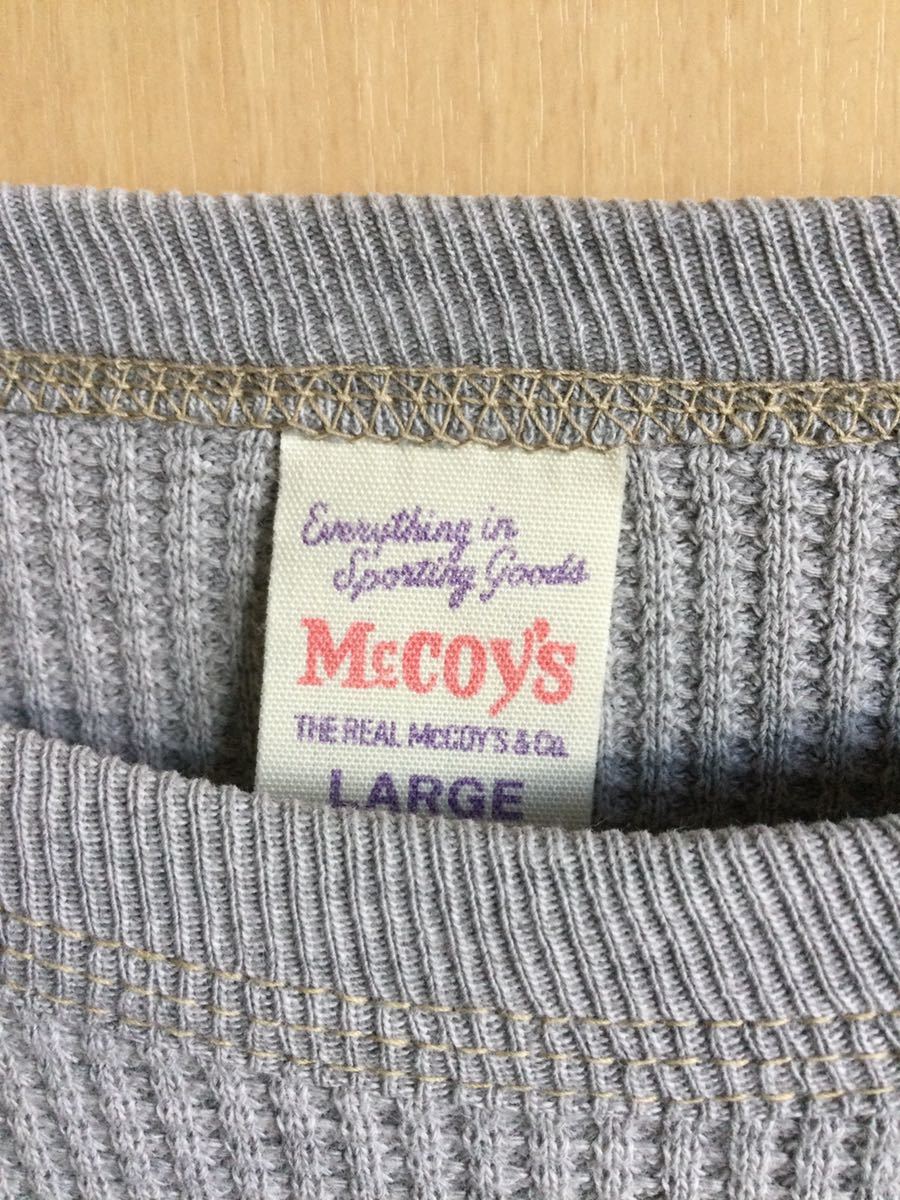 Everything in
Sporting Goods
McCOY'S
THE REAL McCOY'S & Co.
LARGE